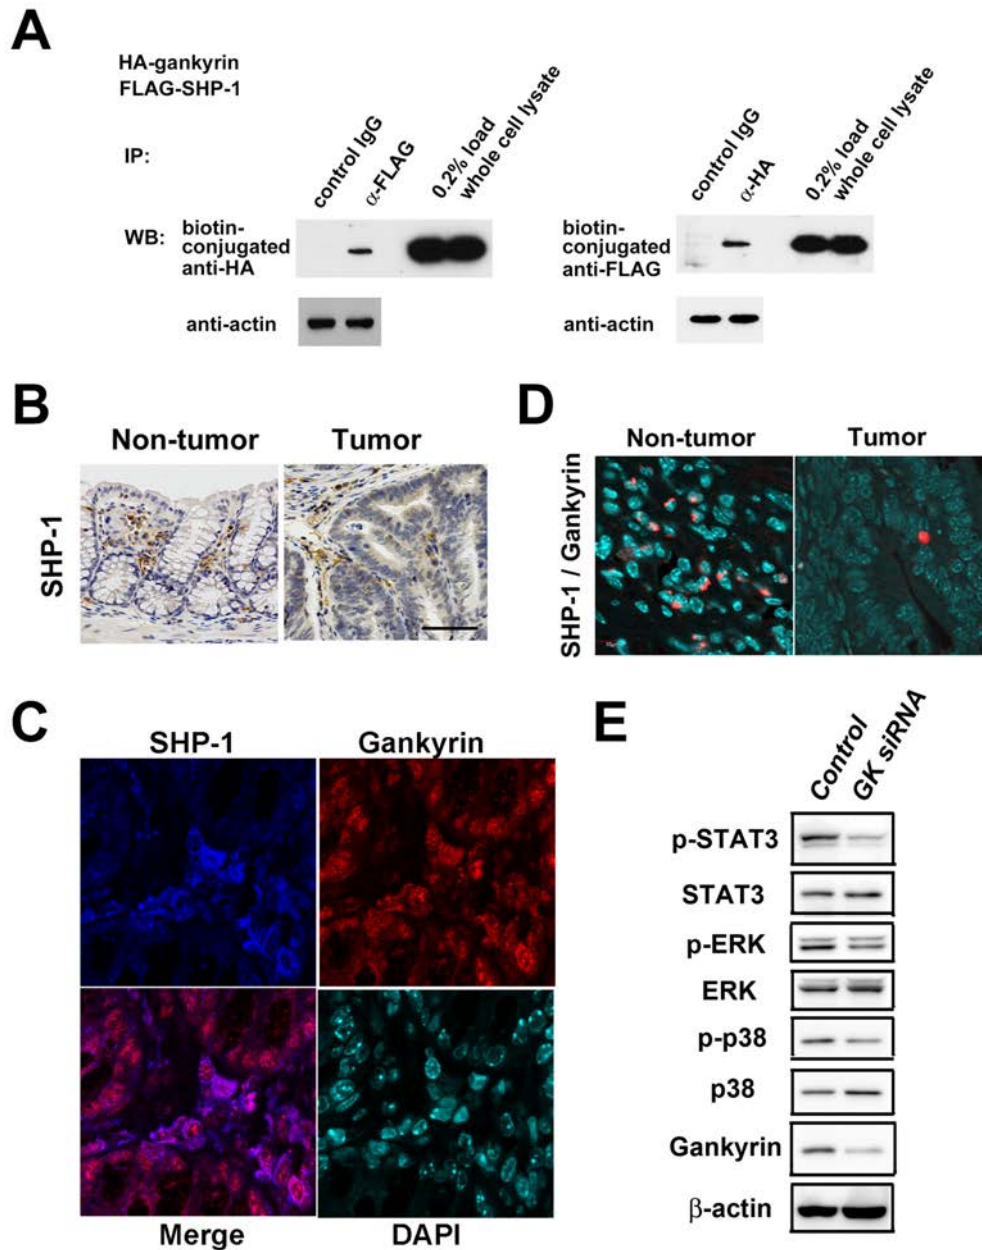 A
HA-gankyrin
FLAG-SHP-1
IP:
control IgG
α-FLAG
0.2% load
whole cell lysate
control IgG
α-HA
0.2% load
whole cell lysate
WB:
biotin-
conjugated
anti-HA
biotin-
conjugated
anti-FLAG
anti-actin
anti-actin
B
Non-tumor
Tumor
SHP-1
D
Non-tumor
Tumor
SHP-1 / Gankyrin
C
SHP-1
Gankyrin
Merge
DAPI
E
Control
GK siRNA
p-STAT3
STAT3
p-ERK
ERK
p-p38
p38
Gankyrin
β-actin